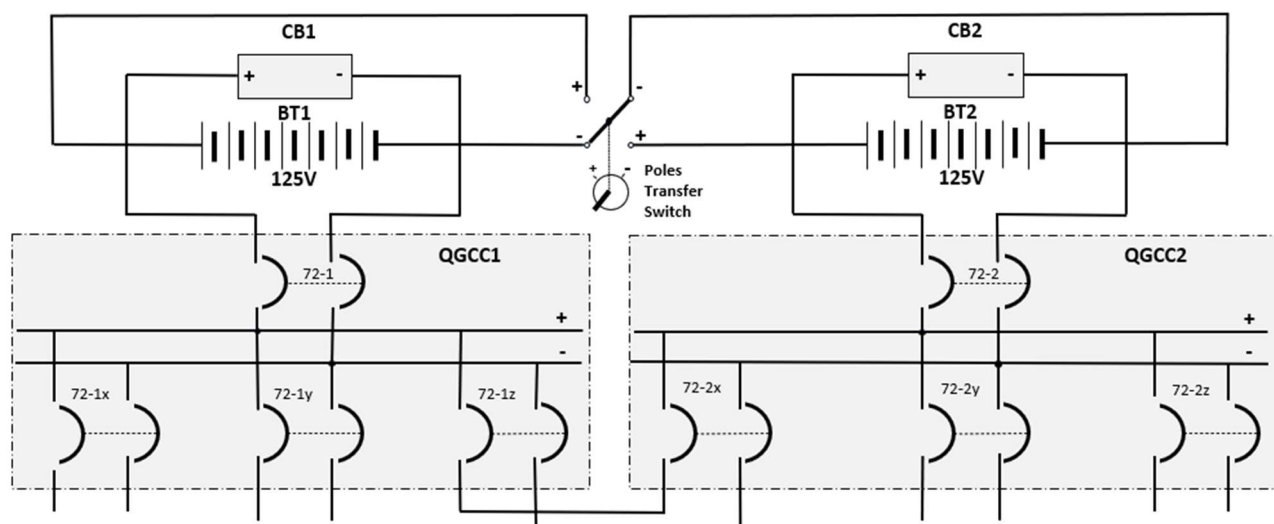 CB1
CB2
+ -
+ -
+ -
BT1
BT2
- +
125V
125V
+ - Poles
Transfer
Switch
QGCC1
QGCC2
72-1
72-2
+
+
-
-
72-1x
72-1y
72-1z
72-2x
72-2y
72-2z